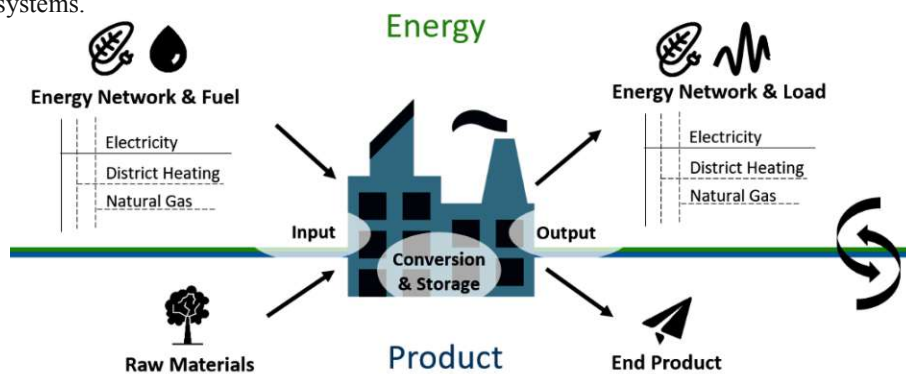 systems.
Energy
Energy Network & Fuel
Electricity
District Heating
Natural Gas
Energy Network & Load
Electricity
District Heating
Natural Gas
Input
Output
Conversion
& Storage
Raw Materials
Product
End Product